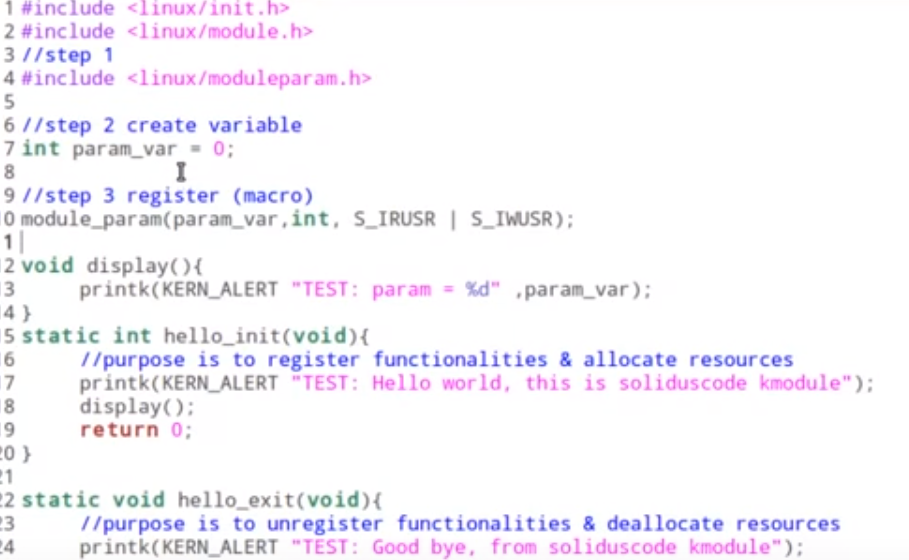 1 #include <linux/init.h>
2 #include <linux/module.h>
3 //step 1
4 #include <linux/moduleparam.h>
5
6 //step 2 create variable
7 int param_var = 0;
8
9 //step 3 register (macro)
0 module_param(param_var,int, S_IRUSR | S_IWUSR);
1
2 void display(){
3 printk(KERN_ALERT "TEST: param = %d" ,param_var);
4 }
5 static int hello_init(void){
6 //purpose is to register functionalities & allocate resources
7 printk(KERN_ALERT "TEST: Hello world, this is soliduscode kmodule");
8 display();
9 return 0;
20 }
21
22 static void hello_exit(void){
23 //purpose is to unregister functionalities & deallocate resources
24 printk(KERN_ALERT "TEST: Good bye, from soliduscode kmodule");